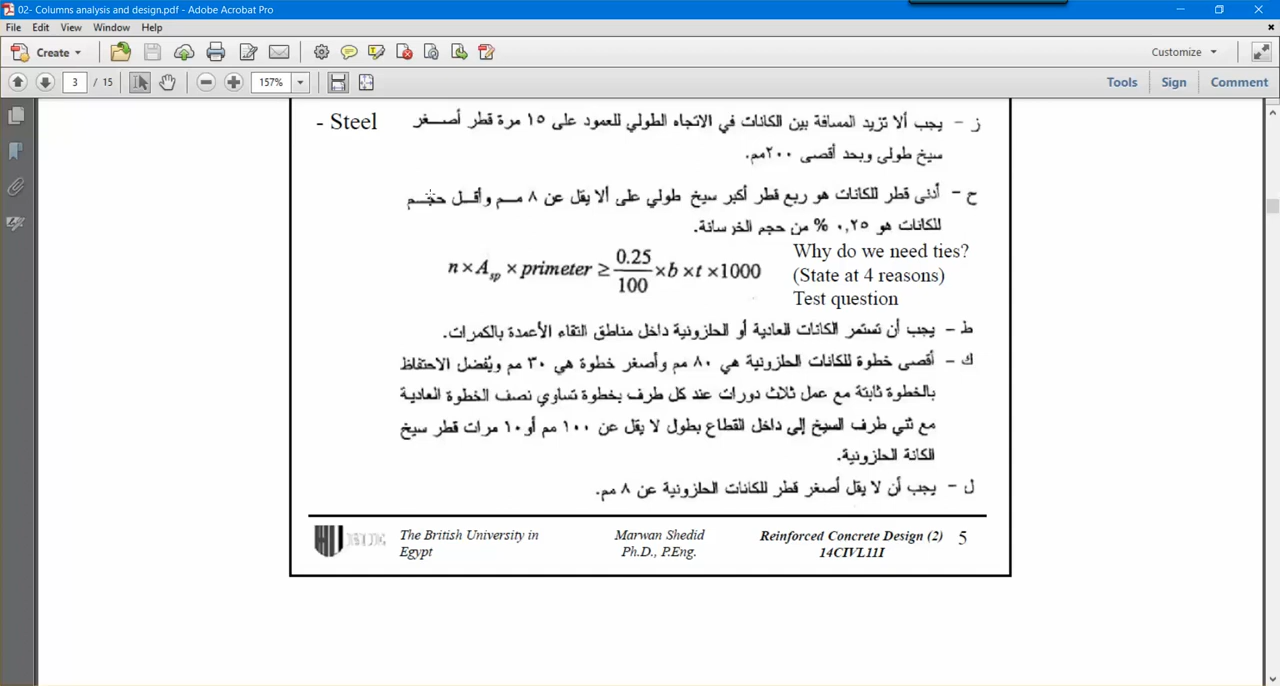 02- Columns analysis and design.pdf - Adobe Acrobat Pro
File Edit View Window Help
Create Customize
3 / 15 157% Tools Sign Comment
- Steel
ز - يجب ألا تزيد المسافة بين الكانات في الاتجاه الطولي للعمود على ١٥ مرة قطر أصـــغر
سيخ طولى وبحد أقصى ٢٠٠مم.
ح - أدنى قطر للكانات هو ربع قطر أكبر سيخ طولي على ألا يقل عن ٨ مــم وأقــل حجــم
للكانات هو ٠,٢٥ % من حجم الخرسانة.
n × Asp × primeter ≥ 0.25/100 × b × t × 1000
Why do we need ties?
(State at 4 reasons)
Test question
ط - يجب أن تستمر الكانات العادية أو الحلزونية داخل مناطق التقاء الأعمدة بالكمرات.
ك - أقصى خطوة للكانات الحلزونية هي ٨٠ مم وأصغر خطوة هي ٣٠ مم ويُفضل الاحتفاظ
بالخطوة ثابتة مع عمل ثلاث دورات عند كل طرف بخطوة تساوي نصف الخطوة العادية
مع ثني طرف السيخ إلى داخل القطاع بطول لا يقل عن ١٠٠ مم أو ١٠ مرات قطر سيخ
الكانة الحلزونية.
ل - يجب أن لا يقل أصغر قطر للكانات الحلزونية عن ٨ مم.
The British University in
Egypt
Marwan Shedid
Ph.D., P.Eng.
Reinforced Concrete Design (2)
14CIVL11I
5